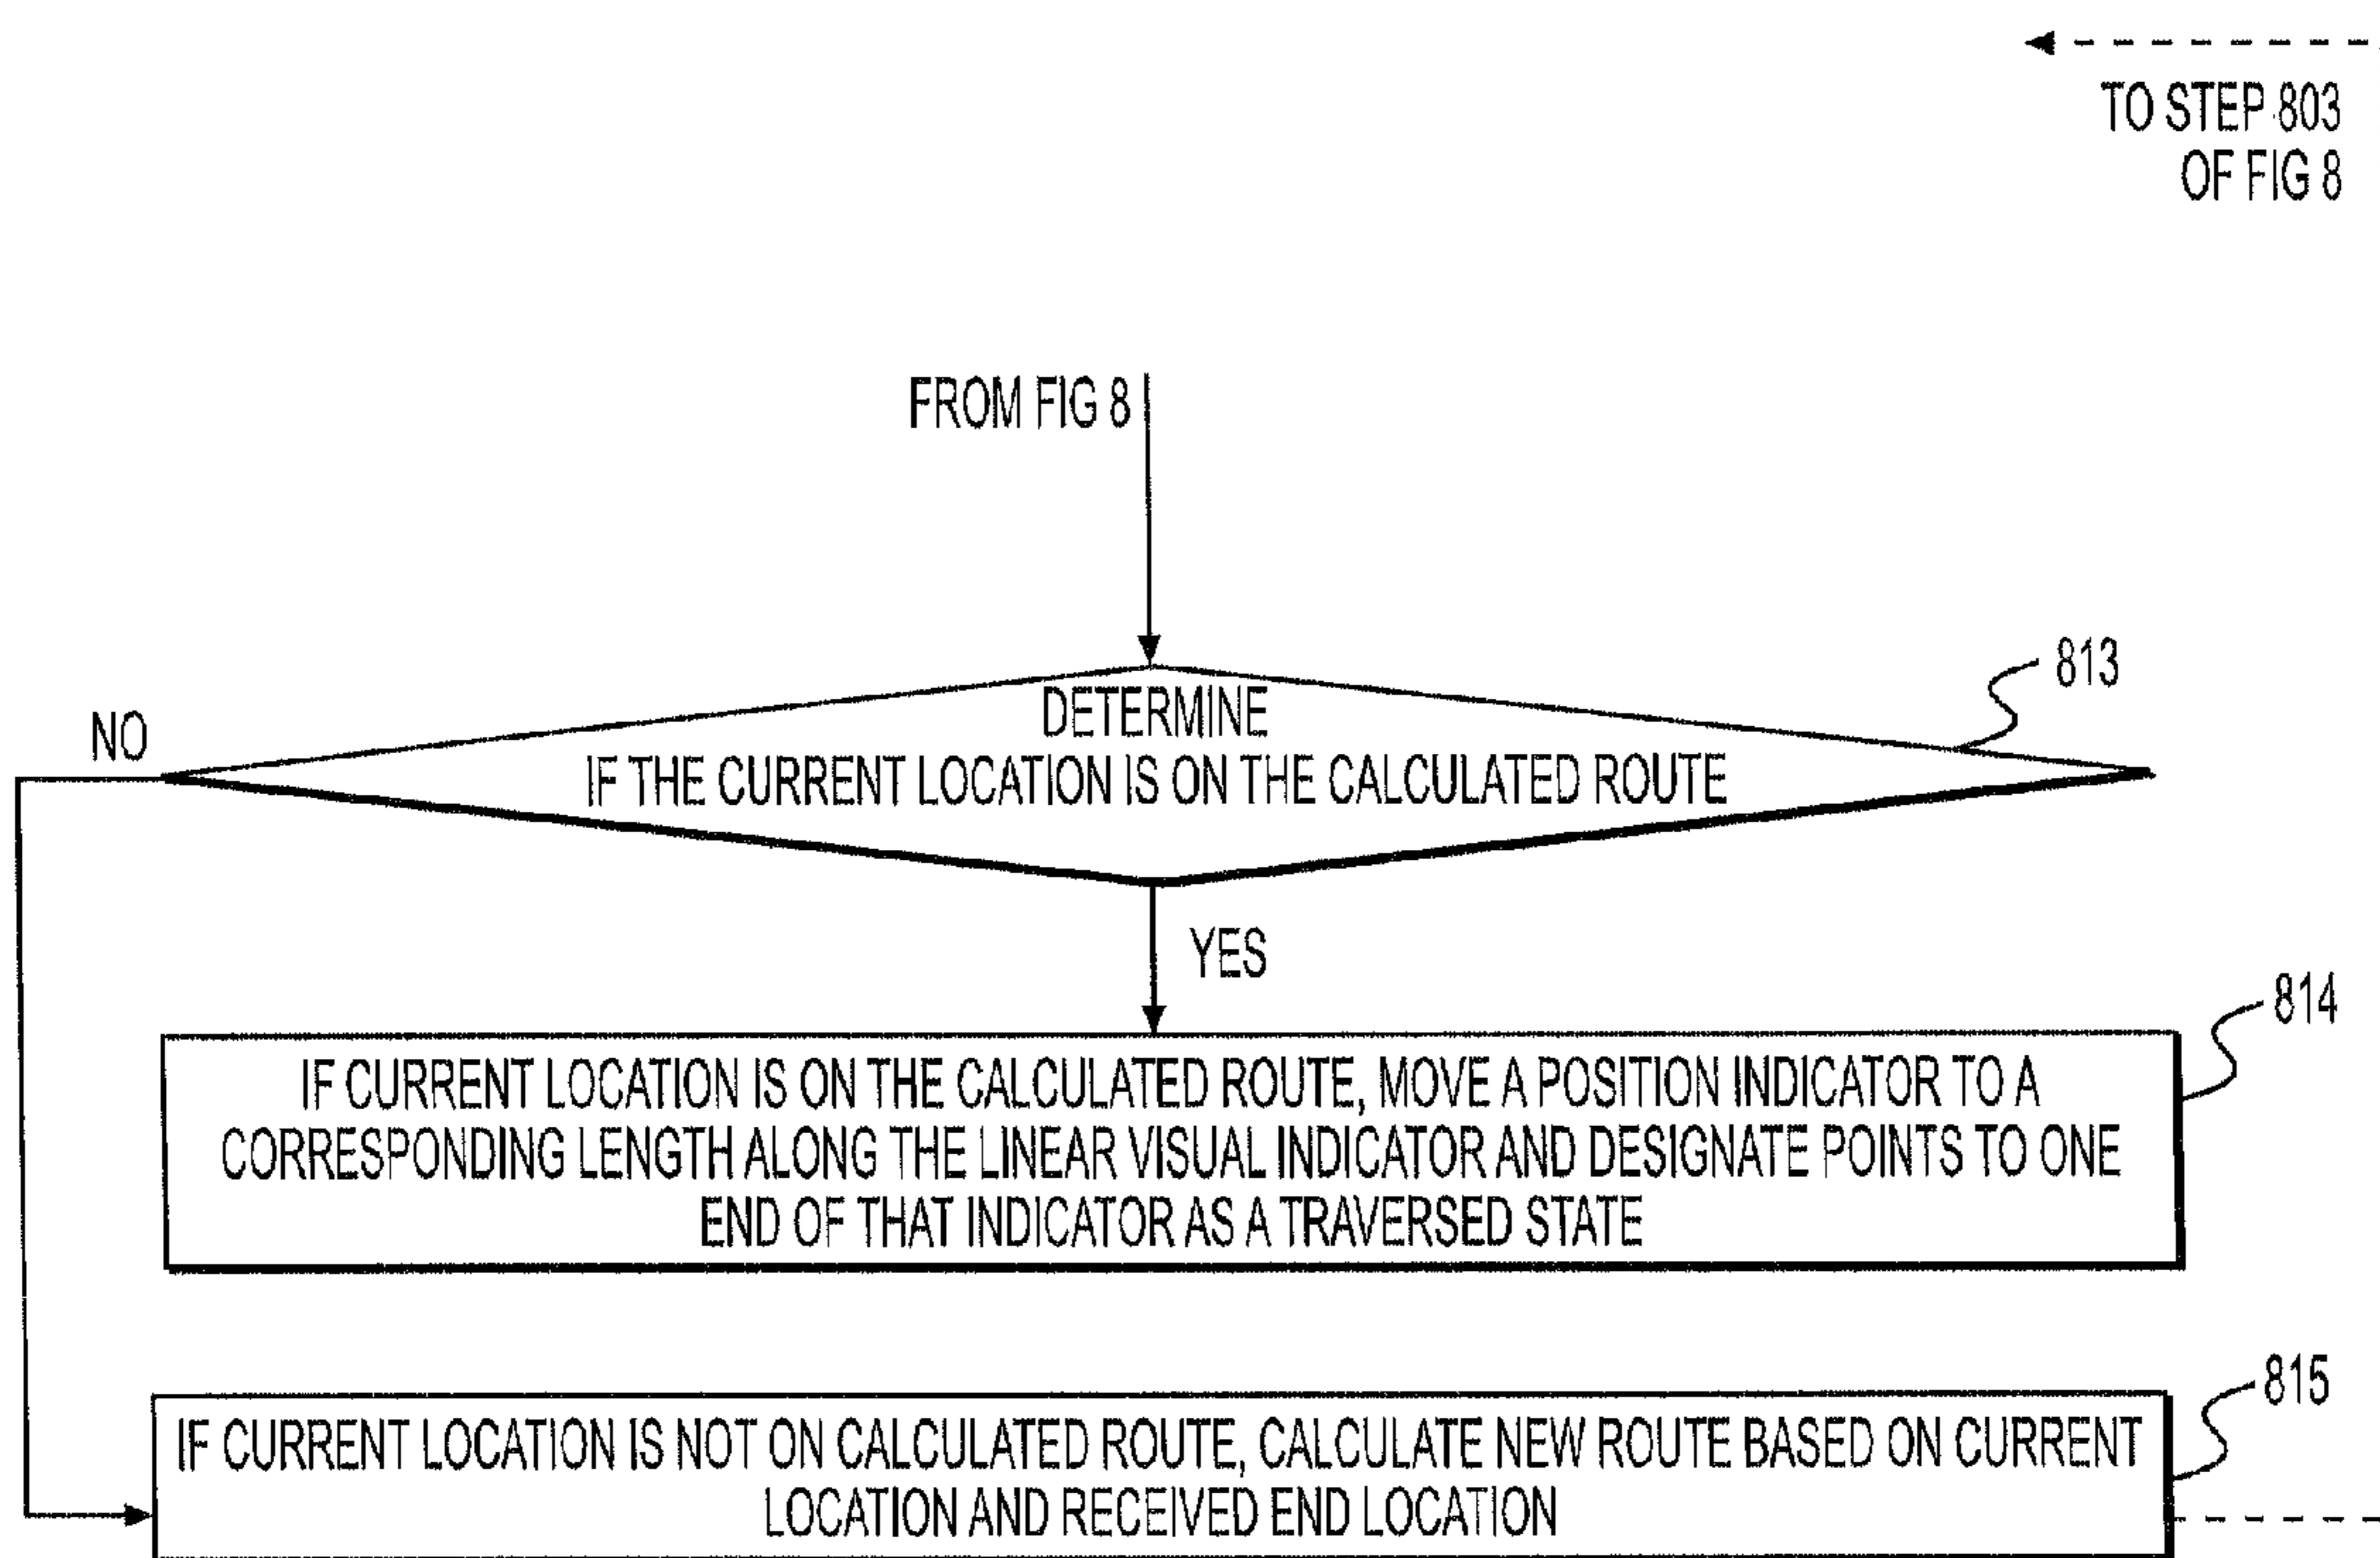 TO STEP 803
OF FIG 8
FROM FIG 8
813
DETERMINE
NO
IF THE CURRENT LOCATION IS ON THE CALCULATED ROUTE
YES
814
IF CURRENT LOCATION IS ON THE CALCULATED ROUTE, MOVE A POSITION INDICATOR TO A
CORRESPONDING LENGTH ALONG THE LINEAR VISUAL INDICATOR AND DESIGNATE POINTS TO ONE
END OF THAT INDICATOR AS A TRAVERSED STATE
815
IF CURRENT LOCATION IS NOT ON CALCULATED ROUTE, CALCULATE NEW ROUTE BASED ON CURRENT
LOCATION AND RECEIVED END LOCATION